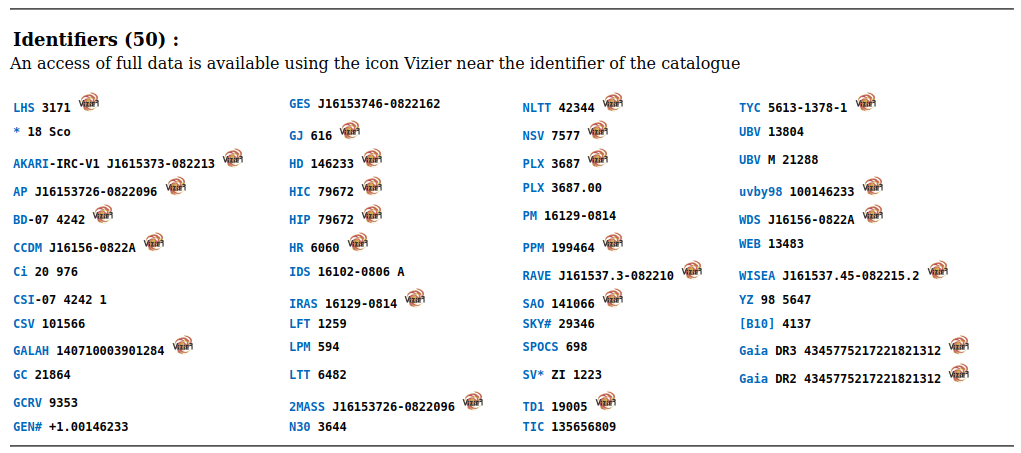 Identifiers (50) :
An access of full data is available using the icon Vizier near the identifier of the catalogue
LHS 3171 VizieR
* 18 Sco
AKARI-IRC-V1 J1615373-082213 VizieR
AP J16153726-0822096 VizieR
BD-07 4242 VizieR
CCDM J16156-0822A VizieR
Ci 20 976
CSI-07 4242 1
CSV 101566
GALAH 140710003901284 VizieR
GC 21864
GCRV 9353
GEN# +1.00146233
GES J16153746-0822162
GJ 616 VizieR
HD 146233 VizieR
HIC 79672 VizieR
HIP 79672 VizieR
HR 6060 VizieR
IDS 16102-0806 A
IRAS 16129-0814 VizieR
LFT 1259
LPM 594
LTT 6482
2MASS J16153726-0822096 VizieR
N30 3644
NLTT 42344 VizieR
NSV 7577 VizieR
PLX 3687 VizieR
PLX 3687.00
PM 16129-0814
PPM 199464 VizieR
RAVE J161537.3-082210 VizieR
SAO 141066 VizieR
SKY# 29346
SPOCS 698
SV* ZI 1223
TD1 19005 VizieR
TIC 135656809
TYC 5613-1378-1 VizieR
UBV 13804
UBV M 21288
uvby98 100146233 VizieR
WDS J16156-0822A VizieR
WEB 13483
WISEA J161537.45-082215.2 VizieR
YZ 98 5647
[B10] 4137
Gaia DR3 4345775217221821312 VizieR
Gaia DR2 4345775217221821312 VizieR